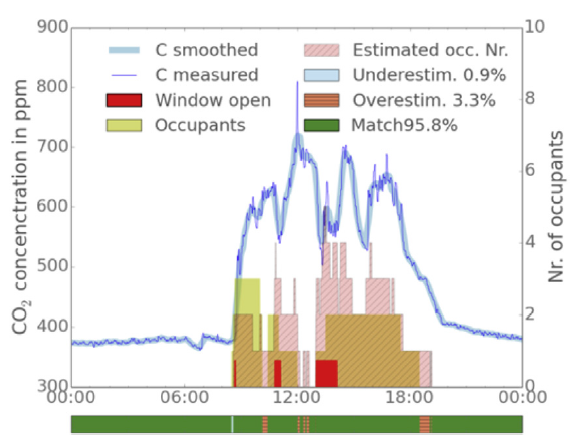 900
800
700
600
500
400
300
CO2 concenctration in ppm
C smoothed
C measured
Window open
Occupants
Estimated occ. Nr.
Underestim. 0.9%
Overestim. 3.3%
Match95.8%
10
8
6
4
2
0
Nr. of occupants
00:00 06:00 12:00 18:00 00:00